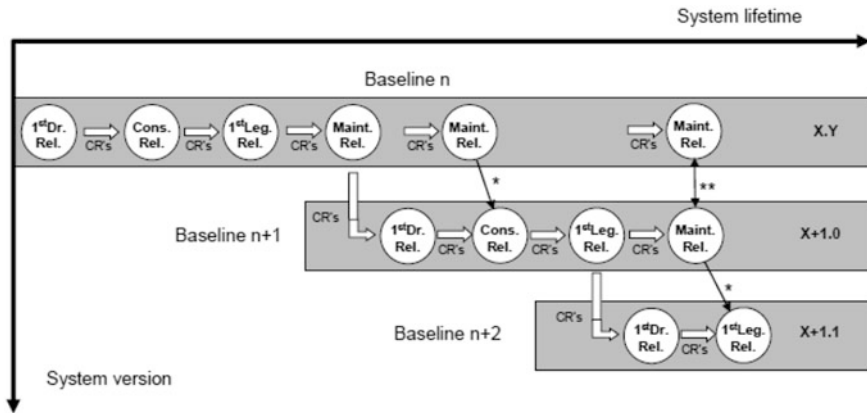 System lifetime
Baseline n
1stDr.
Rel.
CR's
Cons.
Rel.
CR's
1stLeg.
Rel.
CR's
Maint.
Rel.
CR's
Maint.
Rel.
CR's
Maint.
Rel.
X.Y
*
**
Baseline n+1
CR's
1stDr.
Rel.
CR's
Cons.
Rel.
CR's
1stLeg.
Rel.
CR's
Maint.
Rel.
X+1.0
*
Baseline n+2
CR's
1stDr.
Rel.
CR's
1stLeg.
Rel.
X+1.1
System version